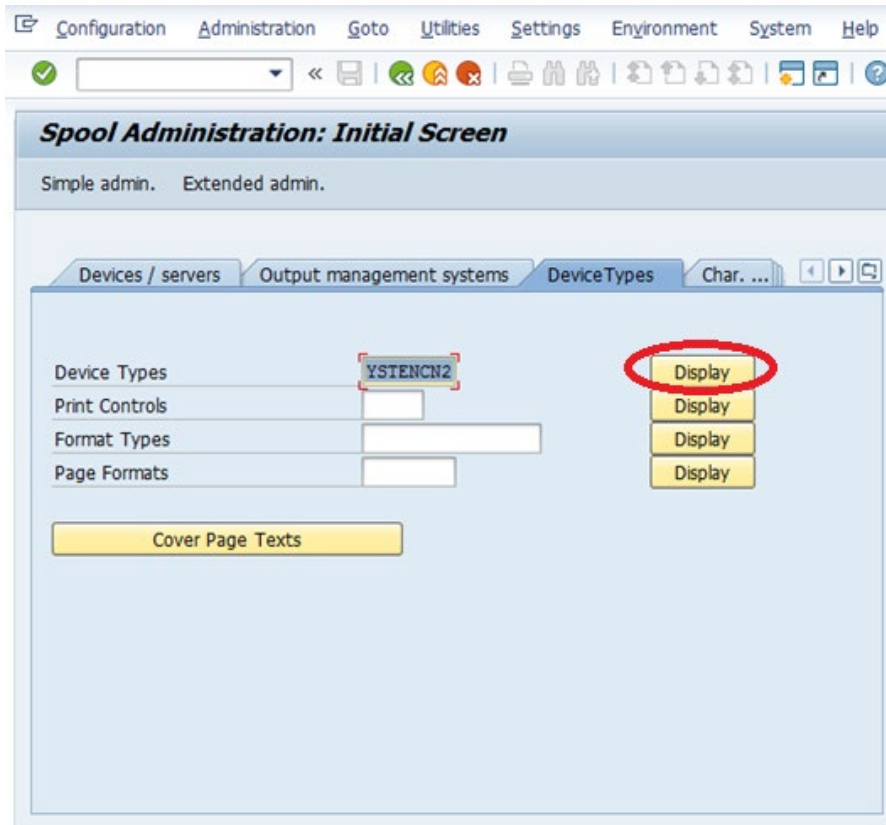 Configuration Administration Goto Utilities Settings Environment System Help
Spool Administration: Initial Screen
Simple admin. Extended admin.
Devices / servers Output management systems DeviceTypes Char. ...
Device Types YSTENCN2 Display
Print Controls Display
Format Types Display
Page Formats Display
Cover Page Texts